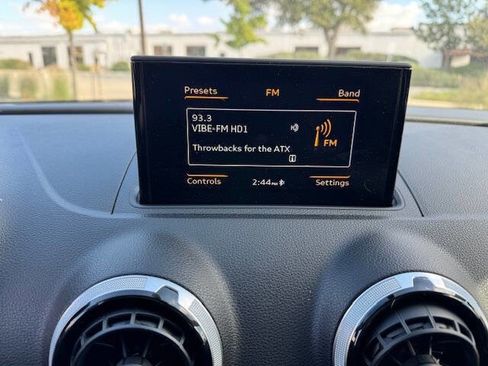 Presets FM Band
93.3
VIBE-FM HD1
Throwbacks for the ATX
FM
Controls 2:44PM Settings